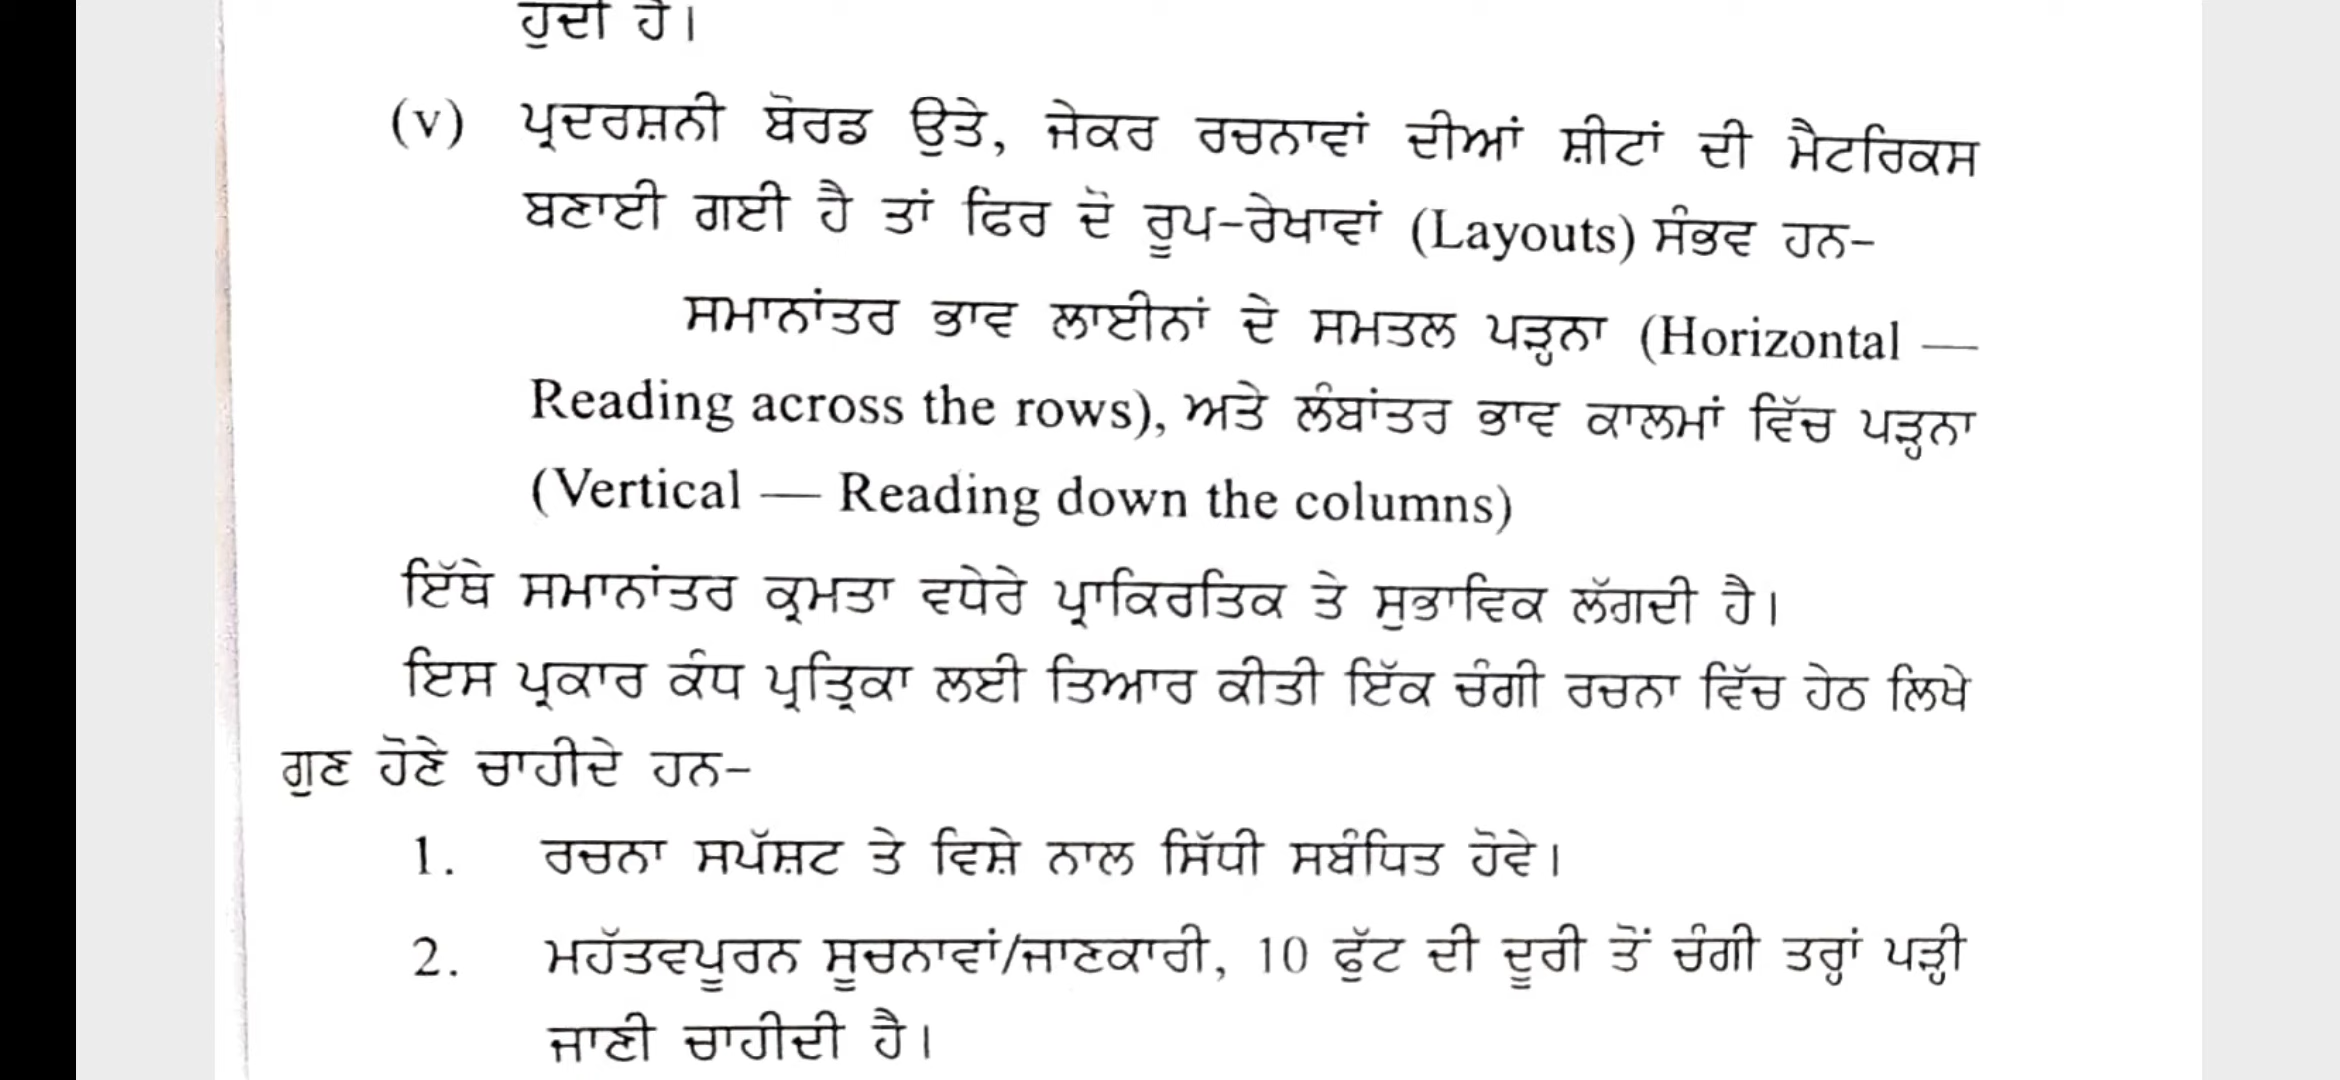 ਹੁੰਦੀ ਹੈ।
(v) ਪ੍ਰਦਰਸ਼ਨੀ ਬੋਰਡ ਉਤੇ, ਜੇਕਰ ਰਚਨਾਵਾਂ ਦੀਆਂ ਸ਼ੀਟਾਂ ਦੀ ਮੈਟਰਿਕਸ
ਬਣਾਈ ਗਈ ਹੈ ਤਾਂ ਫਿਰ ਦੋ ਰੂਪ-ਰੇਖਾਵਾਂ (Layouts) ਸੰਭਵ ਹਨ-
ਸਮਾਨਾਂਤਰ ਭਾਵ ਲਾਈਨਾਂ ਦੇ ਸਮਤਲ ਪੜ੍ਹਨਾ (Horizontal —
Reading across the rows), ਅਤੇ ਲੰਬਾਂਤਰ ਭਾਵ ਕਾਲਮਾਂ ਵਿੱਚ ਪੜ੍ਹਨਾ
(Vertical — Reading down the columns)
ਇੱਥੇ ਸਮਾਨਾਂਤਰ ਕ੍ਰਮਤਾ ਵਧੇਰੇ ਪ੍ਰਾਕਿਰਤਿਕ ਤੇ ਸੁਭਾਵਿਕ ਲੱਗਦੀ ਹੈ।
ਇਸ ਪ੍ਰਕਾਰ ਕੰਧ ਪ੍ਰਤ੍ਰਿਕਾ ਲਈ ਤਿਆਰ ਕੀਤੀ ਇੱਕ ਚੰਗੀ ਰਚਨਾ ਵਿੱਚ ਹੇਠ ਲਿਖੇ
ਗੁਣ ਹੋਣੇ ਚਾਹੀਦੇ ਹਨ-
1. ਰਚਨਾ ਸਪੱਸ਼ਟ ਤੇ ਵਿਸ਼ੇ ਨਾਲ ਸਿੱਧੀ ਸਬੰਧਿਤ ਹੋਵੇ।
2. ਮਹੱਤਵਪੂਰਨ ਸੂਚਨਾਵਾਂ/ਜਾਣਕਾਰੀ, 10 ਫੁੱਟ ਦੀ ਦੂਰੀ ਤੋਂ ਚੰਗੀ ਤਰ੍ਹਾਂ ਪੜ੍ਹੀ
ਜਾਣੀ ਚਾਹੀਦੀ ਹੈ।